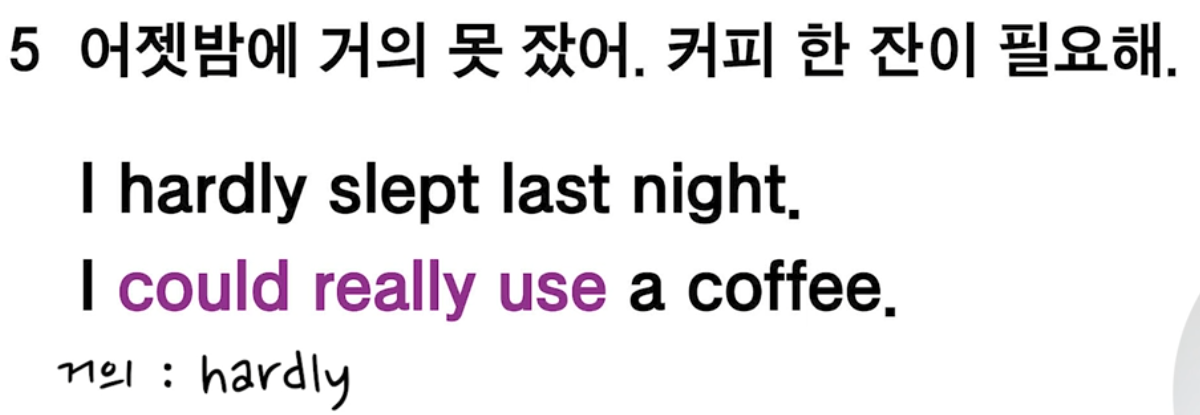 5 어젯밤에 거의 못 잤어. 커피 한 잔이 필요해.
I hardly slept last night.
I could really use a coffee.
거의 : hardly